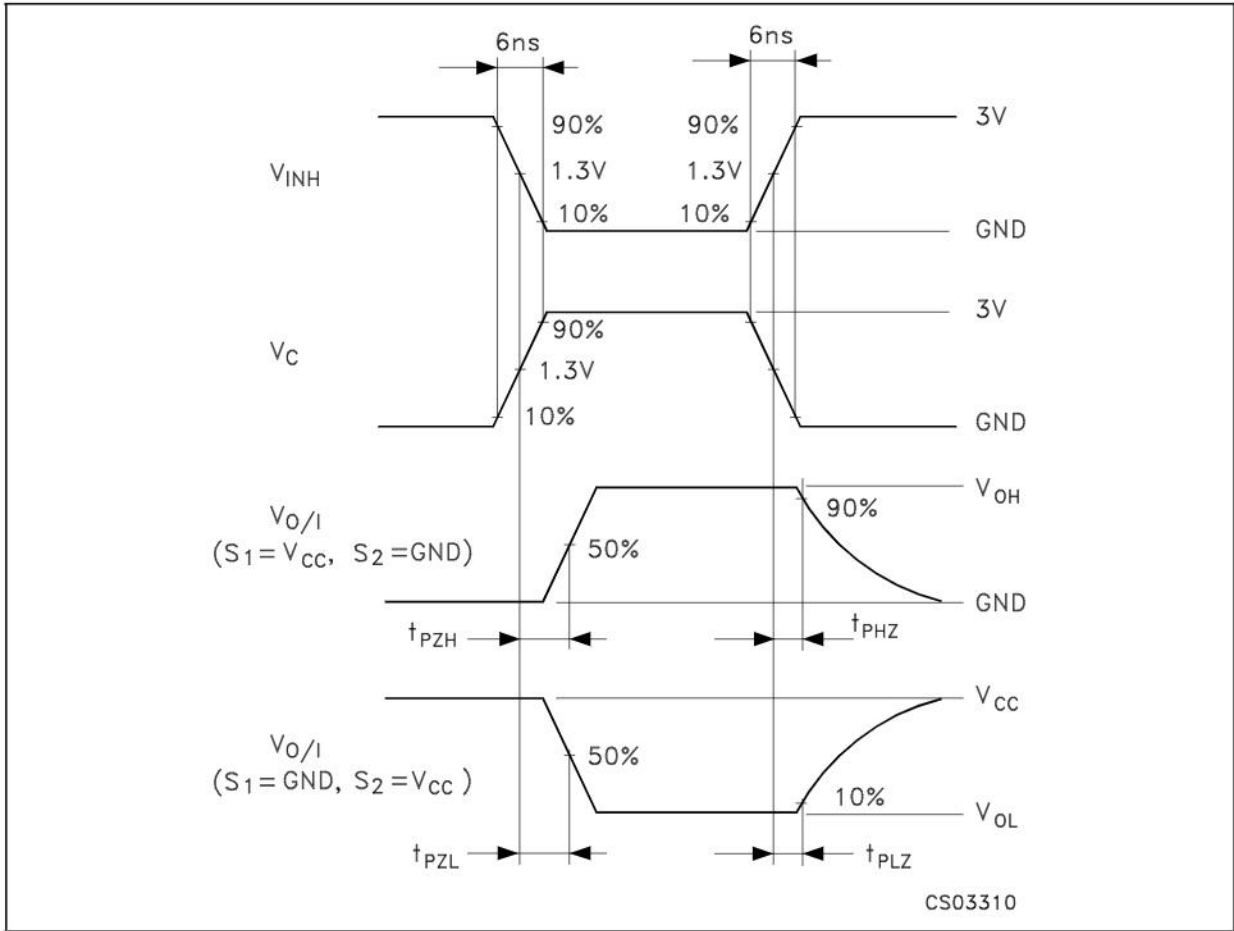 6ns 6ns
90% 90% 3V
V_INH 1.3V 1.3V
10% 10%
GND
3V
90%
V_C 1.3V
10% GND
V_OH
90%
V_O/I
(S_1=V_CC, S_2=GND) 50%
GND
t_PZH t_PHZ
V_CC
V_O/I 50%
(S_1=GND, S_2=V_CC)
10%
V_OL
t_PZL t_PLZ
CS03310